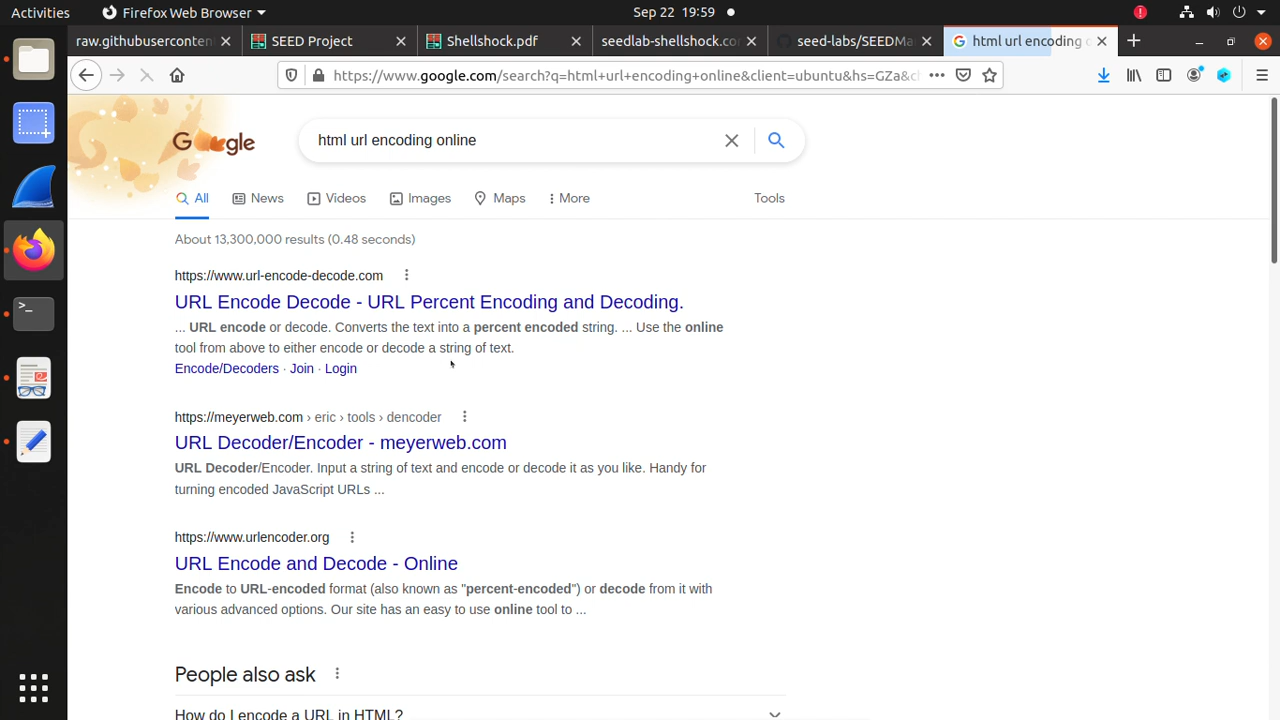 Activities
Firefox Web Browser
Sep 22 19:59
raw.githubuserconten
SEED Project
Shellshock.pdf
seedlab-shellshock.co
seed-labs/SEEDMa
html url encoding o
https://www.google.com/search?q=html+url+encoding+online&client=ubuntu&hs=GZa&c
Google
html url encoding online
All
News
Videos
Images
Maps
More
Tools
About 13,300,000 results (0.48 seconds)
https://www.url-encode-decode.com
URL Encode Decode - URL Percent Encoding and Decoding.
... URL encode or decode. Converts the text into a percent encoded string. ... Use the online
tool from above to either encode or decode a string of text.
Encode/Decoders · Join · Login
https://meyerweb.com › eric › tools › dencoder
URL Decoder/Encoder - meyerweb.com
URL Decoder/Encoder. Input a string of text and encode or decode it as you like. Handy for
turning encoded JavaScript URLs ...
https://www.urlencoder.org
URL Encode and Decode - Online
Encode to URL-encoded format (also known as "percent-encoded") or decode from it with
various advanced options. Our site has an easy to use online tool to ...
People also ask
How do I encode a URL in HTML?